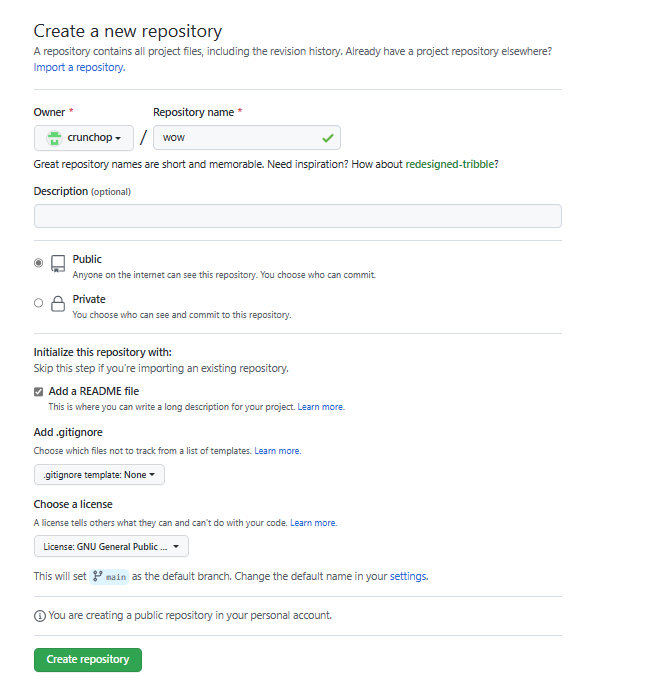 Create a new repository
A repository contains all project files, including the revision history. Already have a project repository elsewhere?
Import a repository.
Owner * Repository name *
crunchop / wow
Great repository names are short and memorable. Need inspiration? How about redesigned-tribble?
Description (optional)
Public
Anyone on the internet can see this repository. You choose who can commit.
Private
You choose who can see and commit to this repository.
Initialize this repository with:
Skip this step if you're importing an existing repository.
Add a README file
This is where you can write a long description for your project. Learn more.
Add .gitignore
Choose which files not to track from a list of templates. Learn more.
.gitignore template: None
Choose a license
A license tells others what they can and can't do with your code. Learn more.
License: GNU General Public ...
This will set main as the default branch. Change the default name in your settings.
You are creating a public repository in your personal account.
Create repository